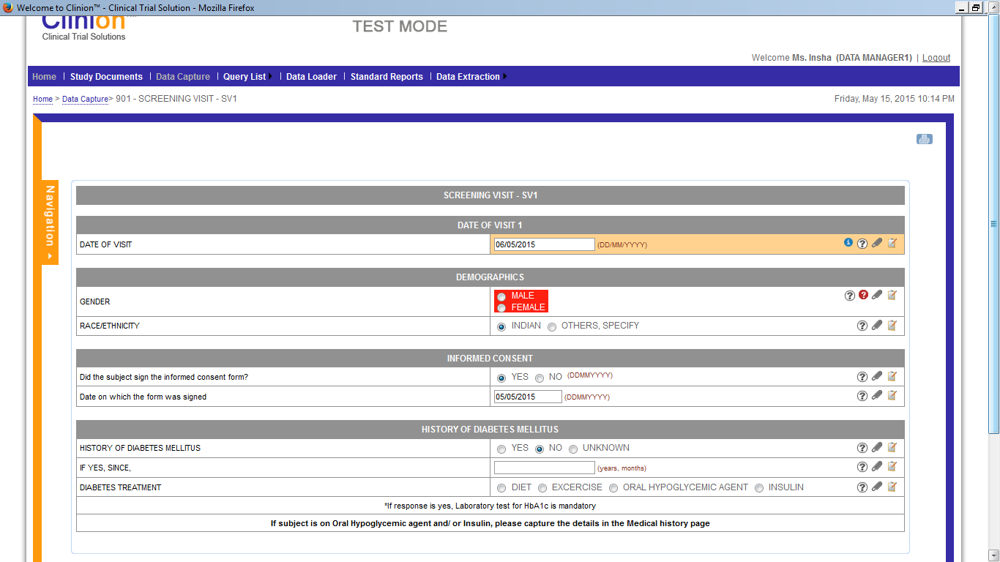 Welcome to Clinion™ - Clinical Trial Solution - Mozilla Firefox
Clinion
Clinical Trial Solutions
TEST MODE
Welcome Ms. Insha (DATA MANAGER1) | Logout
Home | Study Documents | Data Capture | Query List | Data Loader | Standard Reports | Data Extraction
Home > Data Capture> 901 - SCREENING VISIT - SV1
Friday, May 15, 2015 10:14 PM
Navigation
SCREENING VISIT - SV1
DATE OF VISIT 1
DATE OF VISIT 06/05/2015 (DD/MM/YYYY)
DEMOGRAPHICS
GENDER MALE
FEMALE
RACE/ETHNICITY INDIAN OTHERS, SPECIFY
INFORMED CONSENT
Did the subject sign the informed consent form? YES NO (DDMMYYYY)
Date on which the form was signed 05/05/2015 (DDMMYYYY)
HISTORY OF DIABETES MELLITUS
HISTORY OF DIABETES MELLITUS YES NO UNKNOWN
IF YES, SINCE, (years, months)
DIABETES TREATMENT DIET EXCERCISE ORAL HYPOGLYCEMIC AGENT INSULIN
*If response is yes, Laboratory test for HbA1c is mandatory
If subject is on Oral Hypoglycemic agent and/ or Insulin, please capture the details in the Medical history page